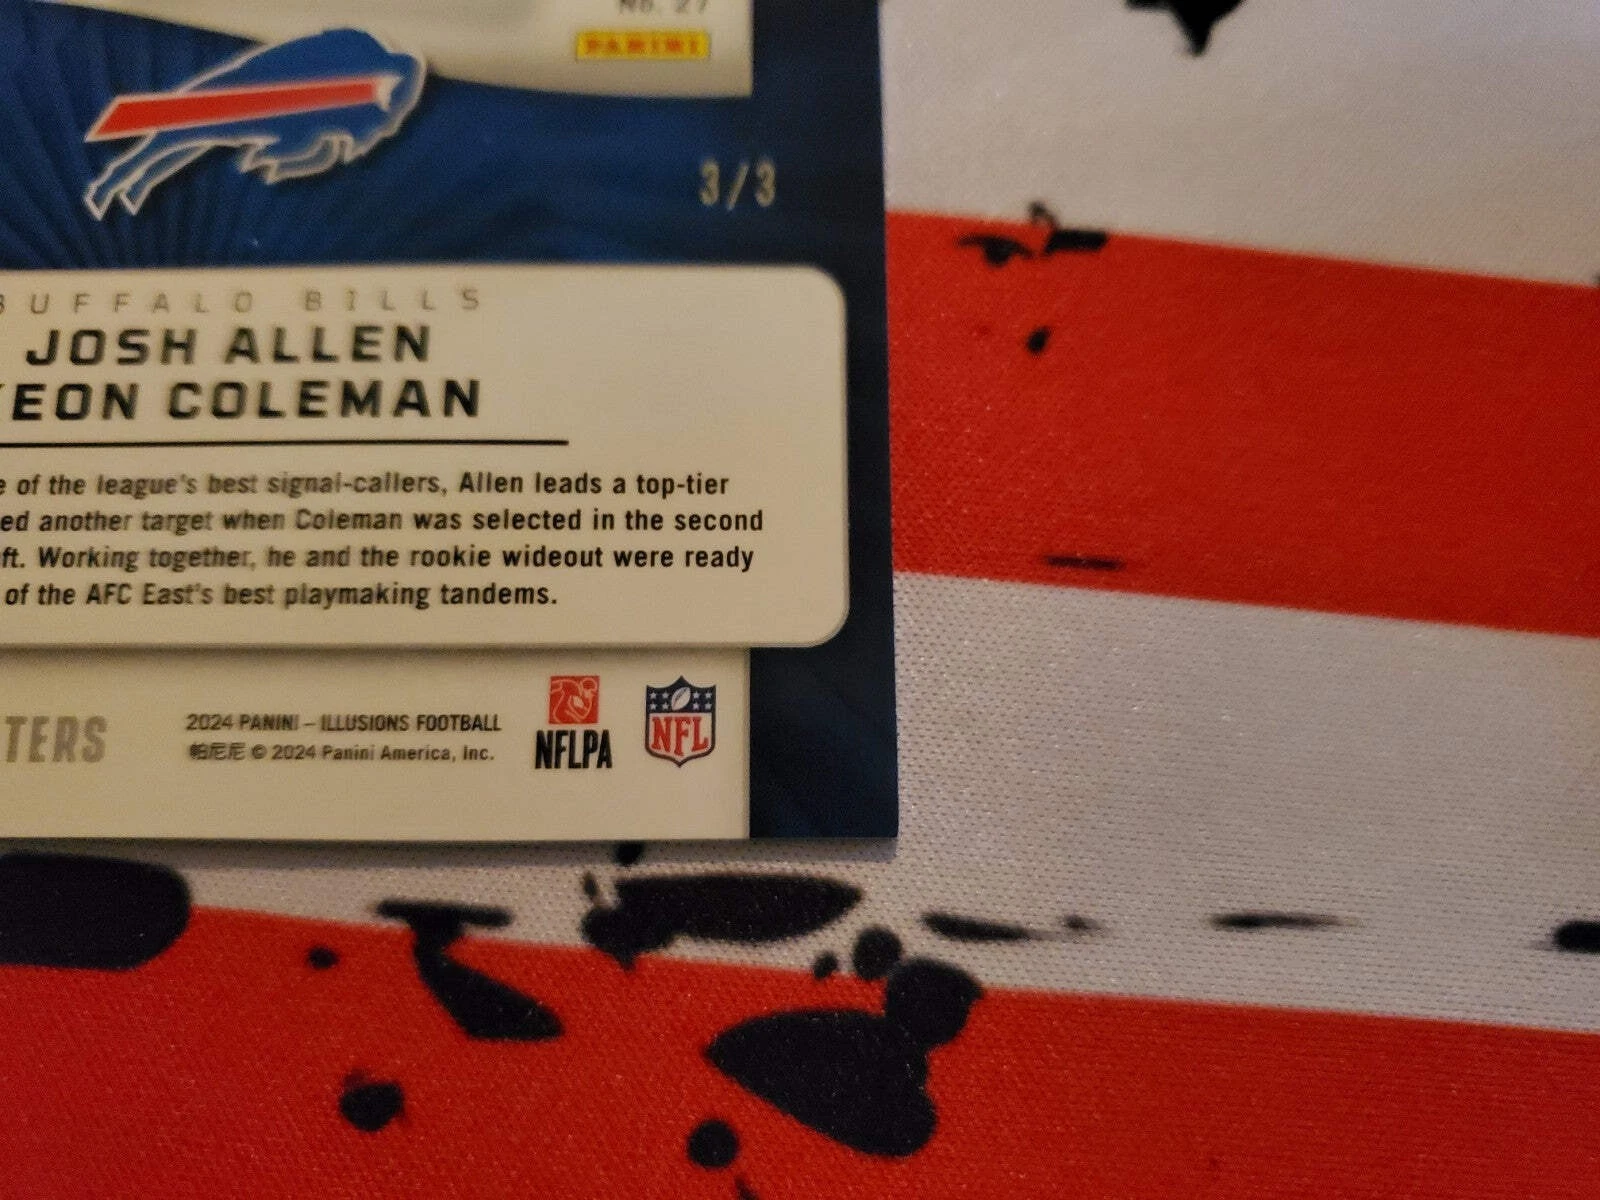 No. 27
PANINI
3/3
BUFFALO BILLS
JOSH ALLEN
KEON COLEMAN
of the league's best signal-callers, Allen leads a top-tier
another target when Coleman was selected in the second
Working together, he and the rookie wideout were ready
of the AFC East's best playmaking tandems.
TERS
2024 PANINI – ILLUSIONS FOOTBALL
帕尼尼 © 2024 Panini America, Inc.
NFLPA
NFL